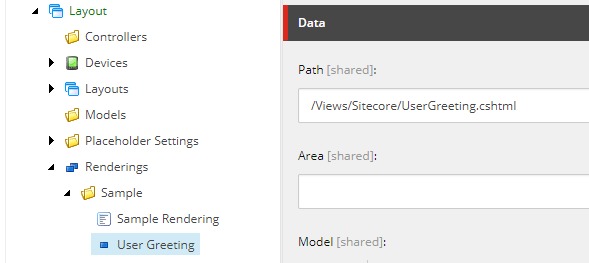 Layout
Controllers
Devices
Layouts
Models
Placeholder Settings
Renderings
Sample
Sample Rendering
User Greeting
Data
Path [shared]:
/Views/Sitecore/UserGreeting.cshtml
Area [shared]:
Model [shared]: